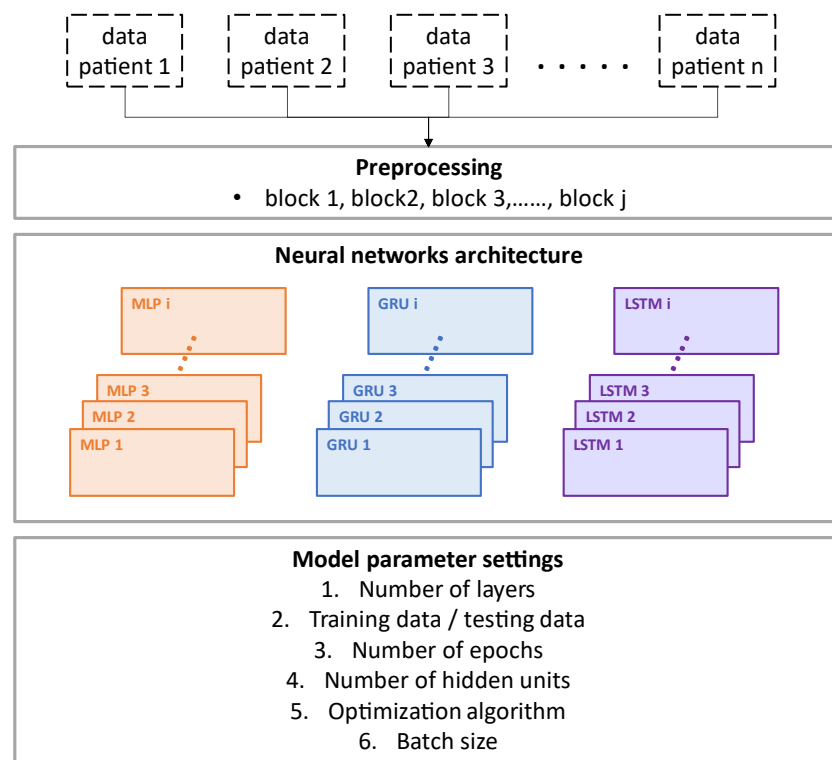 data
patient 1
data
patient 2
data
patient 3
. . . . .
data
patient n
Preprocessing
• block 1, block2, block 3,......, block j
Neural networks architecture
MLP i
MLP 3
MLP 2
MLP 1
GRU i
GRU 3
GRU 2
GRU 1
LSTM i
LSTM 3
LSTM 2
LSTM 1
Model parameter settings
1. Number of layers
2. Training data / testing data
3. Number of epochs
4. Number of hidden units
5. Optimization algorithm
6. Batch size